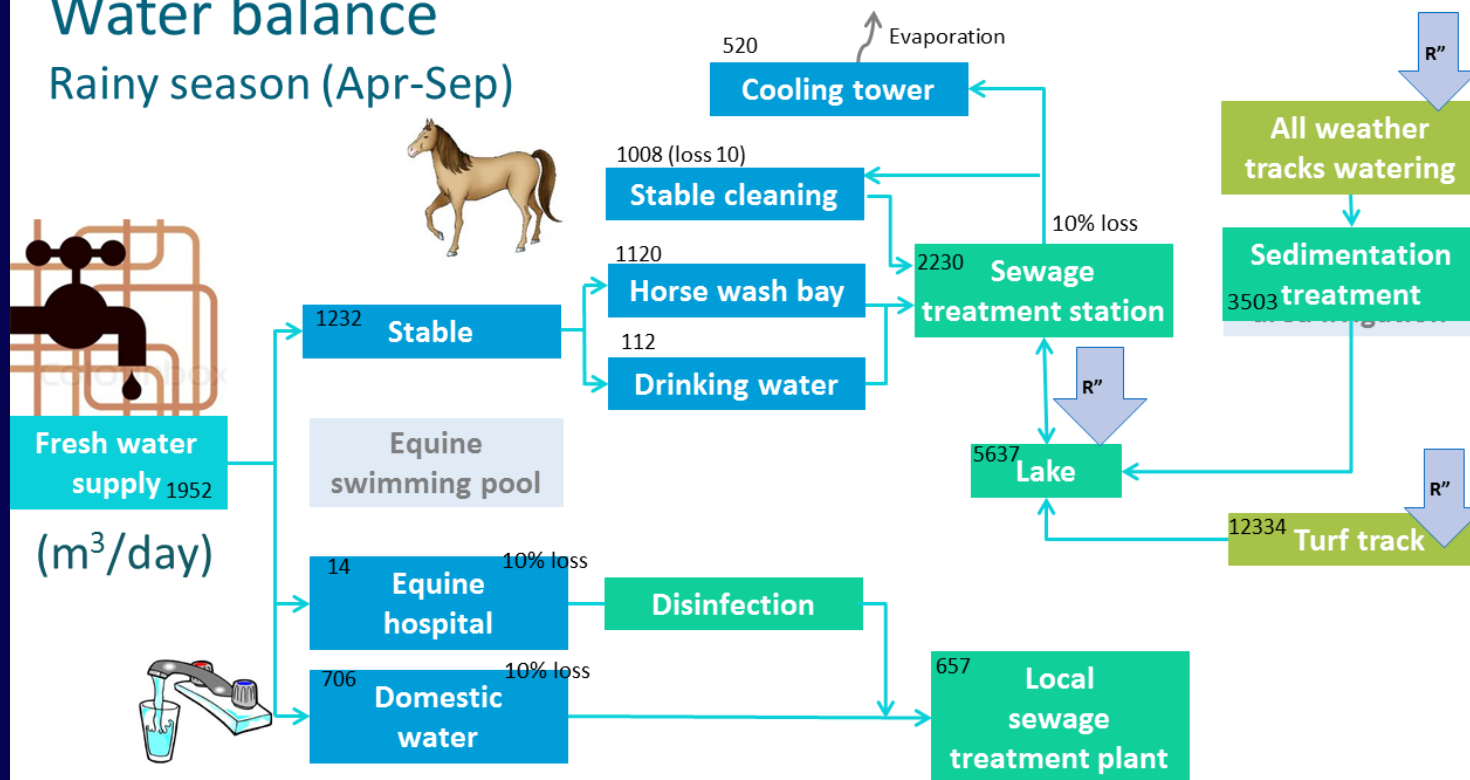 Water balance
Rainy season (Apr-Sep)
520
Evaporation
Cooling tower
R”
All weather
tracks watering
1008 (loss 10)
Stable cleaning
10% loss
1120
Horse wash bay
2230
Sewage
treatment station
Sedimentation
treatment
3503
1232
Stable
112
Drinking water
R”
Fresh water
supply
1952
Equine
swimming pool
5637
Lake
R”
12334
Turf track
(m³/day)
14
10% loss
Equine
hospital
Disinfection
706
10% loss
Domestic
water
657
Local
sewage
treatment plant